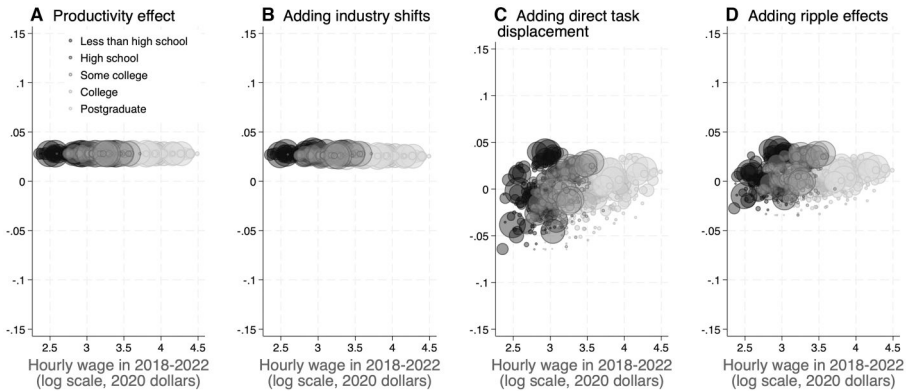 A Productivity effect
.15
.1
.05
0
-.05
-.1
-.15
Less than high school
High school
Some college
College
Postgraduate
2.5 3 3.5 4 4.5
Hourly wage in 2018-2022
(log scale, 2020 dollars)
B Adding industry shifts
.15
.1
.05
0
-.05
-.1
-.15
2.5 3 3.5 4 4.5
Hourly wage in 2018-2022
(log scale, 2020 dollars)
C Adding direct task
displacement
.15
.1
.05
0
-.05
-.1
-.15
2.5 3 3.5 4 4.5
Hourly wage in 2018-2022
(log scale, 2020 dollars)
D Adding ripple effects
.15
.1
.05
0
-.05
-.1
-.15
2.5 3 3.5 4 4.5
Hourly wage in 2018-2022
(log scale, 2020 dollars)